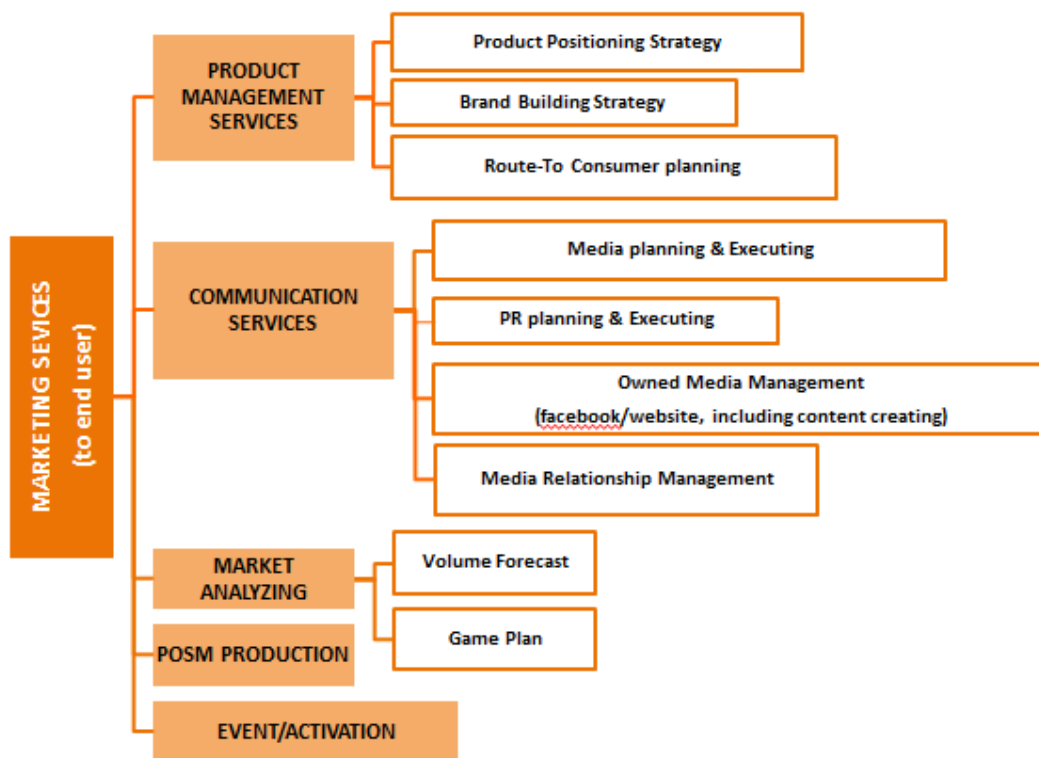 MARKETING SEVICES
(to end user)
PRODUCT
MANAGEMENT
SERVICES
Product Positioning Strategy
Brand Building Strategy
Route-To Consumer planning
COMMUNICATION
SERVICES
Media planning & Executing
PR planning & Executing
Owned Media Management
(facebook/website, including content creating)
Media Relationship Management
MARKET
ANALYZING
Volume Forecast
Game Plan
POSM PRODUCTION
EVENT/ACTIVATION